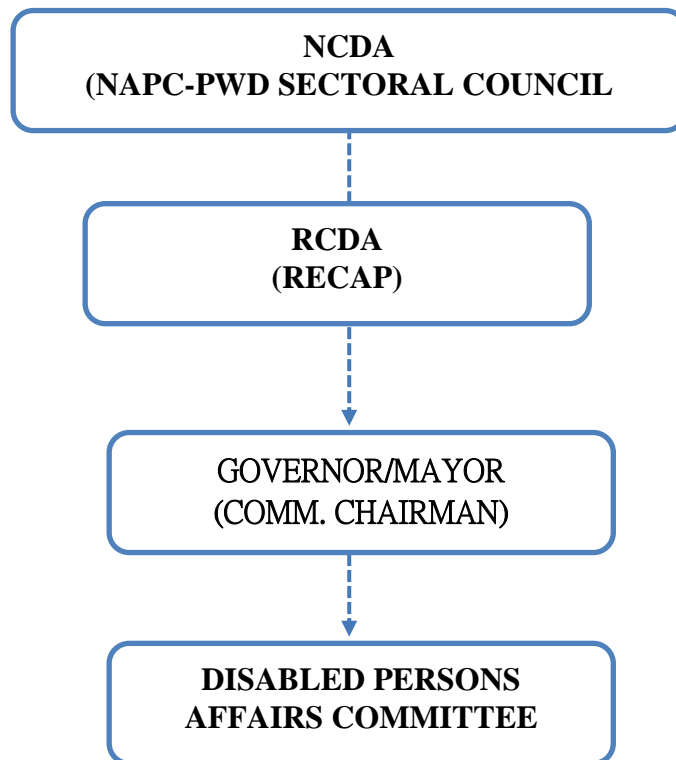 NCDA
(NAPC-PWD SECTORAL COUNCIL
RCDA
(RECAP)
GOVERNOR/MAYOR
(COMM. CHAIRMAN)
DISABLED PERSONS
AFFAIRS COMMITTEE